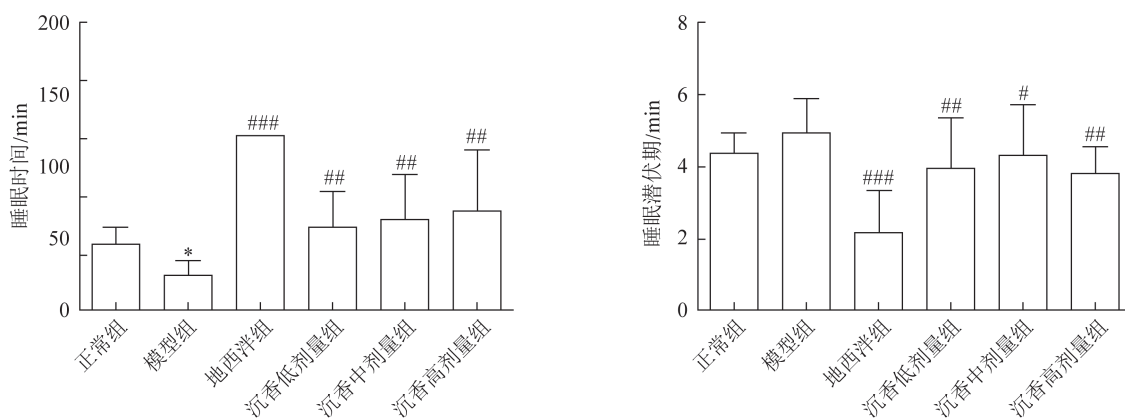 200
150
100
50
0
睡眠时间/min
*
###
##
##
##
正常组
模型组
地西泮组
沉香低剂量组
沉香中剂量组
沉香高剂量组
8
6
4
2
0
睡眠潜伏期/min
###
##
#
##
正常组
模型组
地西泮组
沉香低剂量组
沉香中剂量组
沉香高剂量组